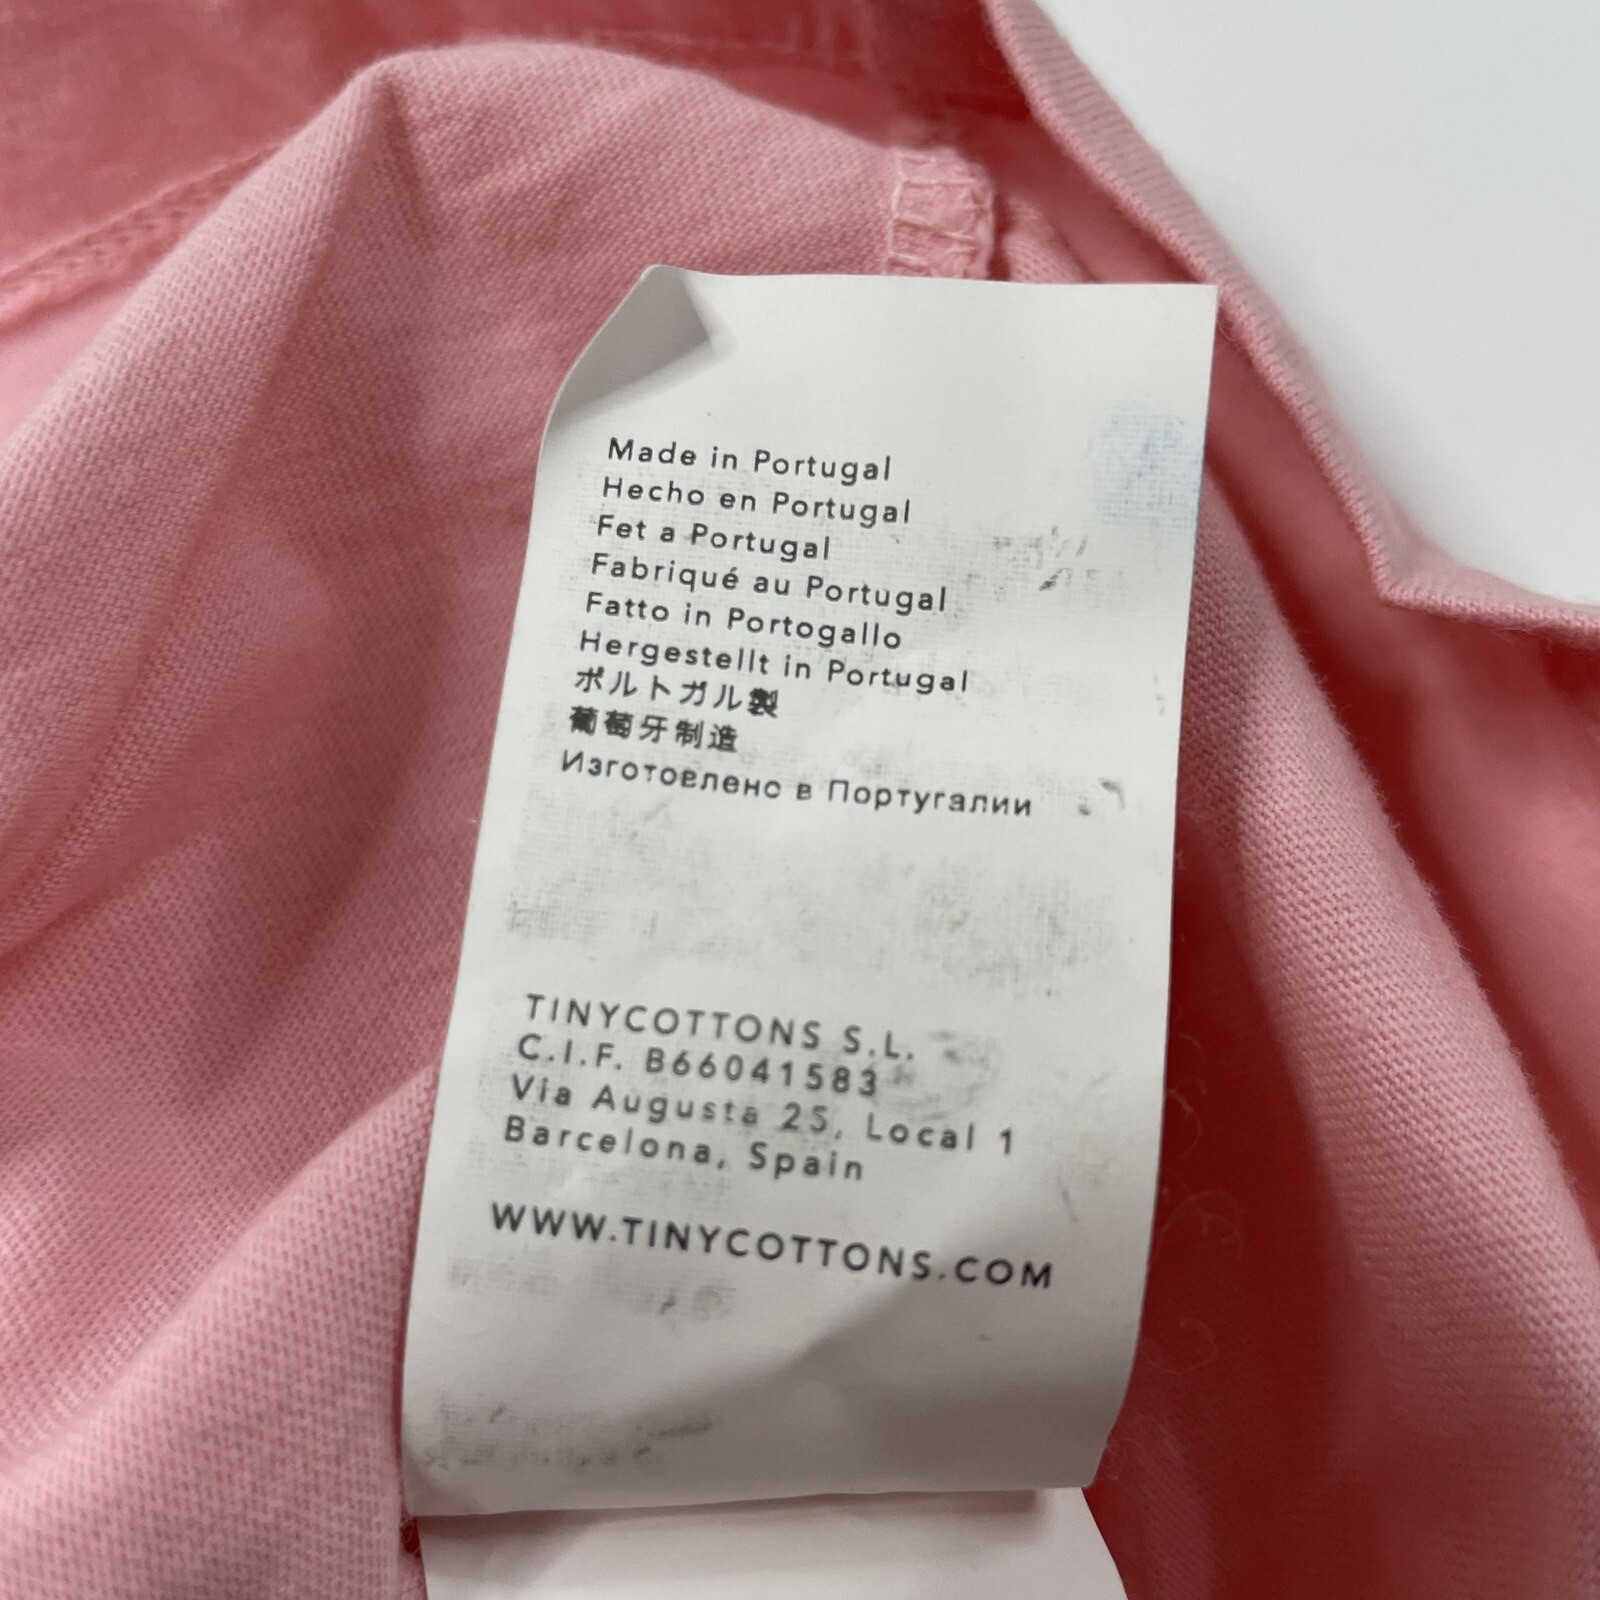 Made in Portugal
Hecho en Portugal
Fet a Portugal
Fabriqué au Portugal
Fatto in Portogallo
Hergestellt in Portugal
ポルトガル製
葡萄牙制造
Изготовлено в Португалии
TINYCOTTONS S.L.
C.I.F. B66041583
Via Augusta 25, Local 1
Barcelona, Spain
WWW.TINYCOTTONS.COM